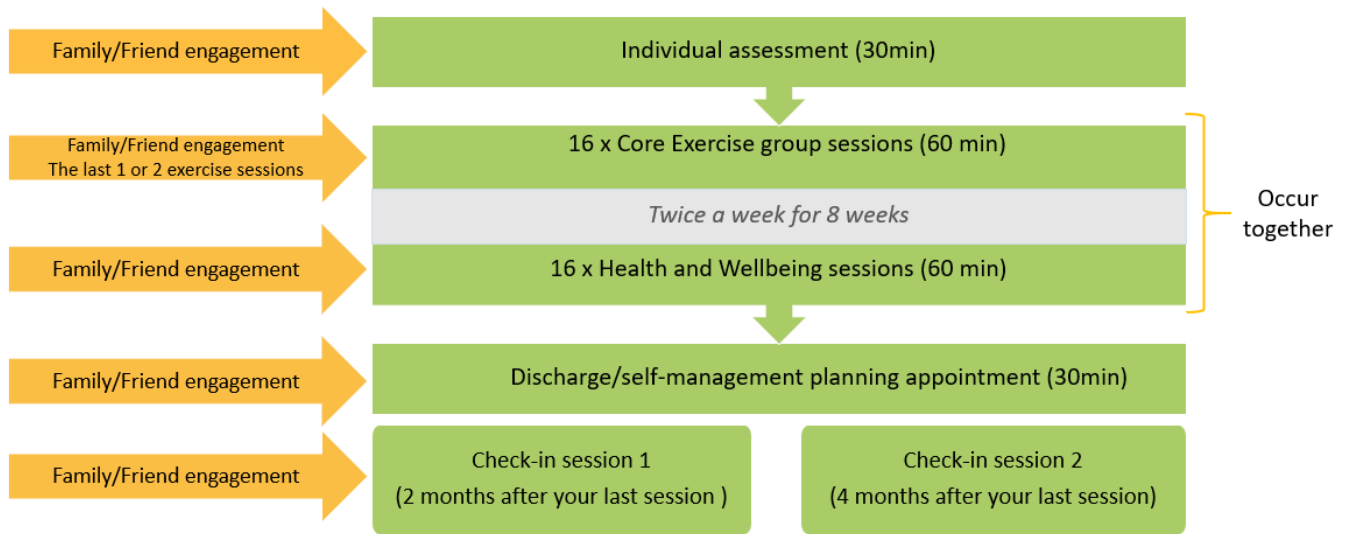 Family/Friend engagement
Individual assessment (30min)
Family/Friend engagement
The last 1 or 2 exercise sessions
16 x Core Exercise group sessions (60 min)
Twice a week for 8 weeks
Occur
together
Family/Friend engagement
16 x Health and Wellbeing sessions (60 min)
Family/Friend engagement
Discharge/self-management planning appointment (30min)
Family/Friend engagement
Check-in session 1
(2 months after your last session )
Check-in session 2
(4 months after your last session)